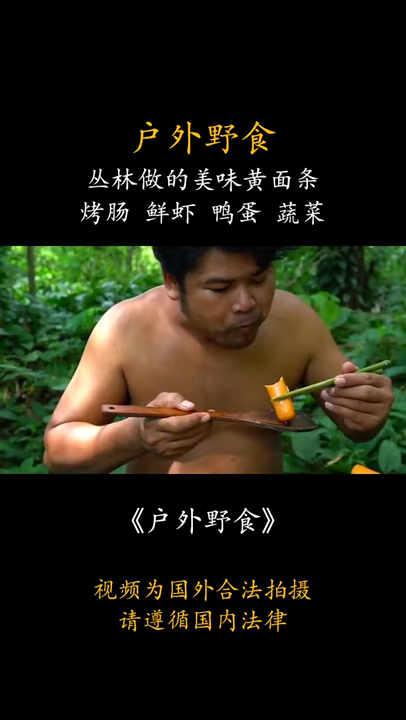 户外野食
丛林做的美味黄面条
烤肠 鲜虾 鸭蛋 蔬菜
《户外野食》
视频为国外合法拍摄
请遵循国内法律